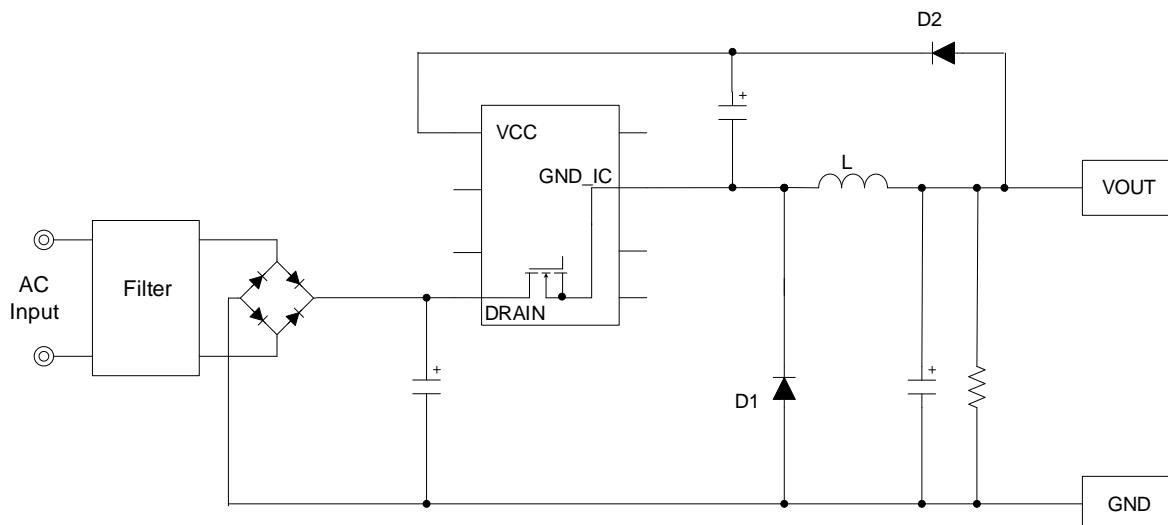 D2
+
VCC
GND_IC
L
VOUT
AC
Input
Filter
DRAIN
+
D1
+
GND